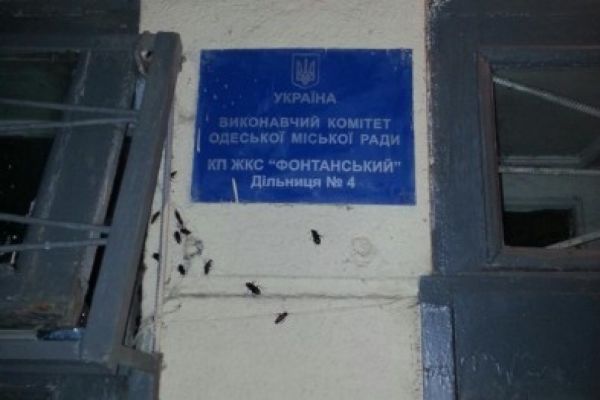 УКРАЇНА
ВИКОНАВЧИЙ КОМІТЕТ
ОДЕСЬКОЇ МІСЬКОЇ РАДИ
КП ЖКС "ФОНТАНСЬКИЙ"
Дільниця № 4